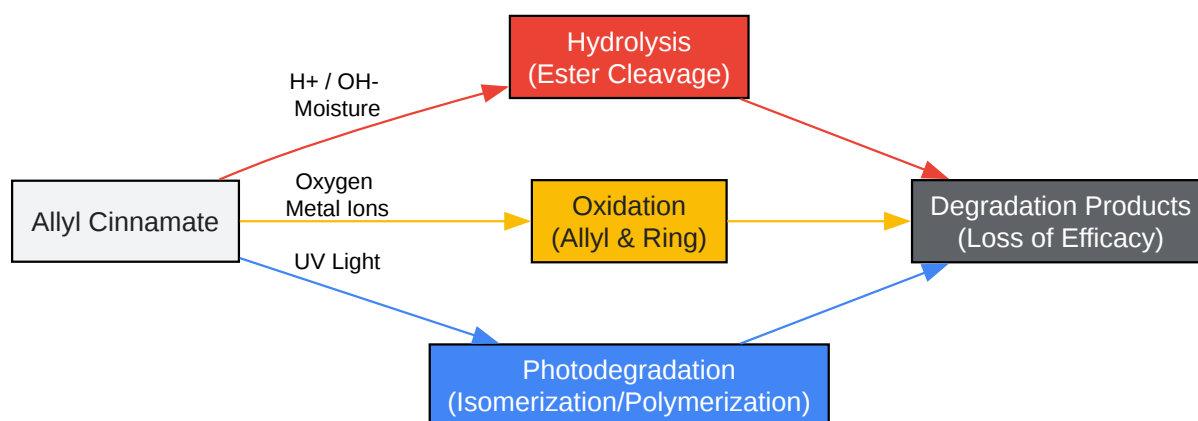 Hydrolysis
(Ester Cleavage)
H+ / OH-
Moisture
Allyl Cinnamate
Oxygen
Metal Ions
Oxidation
(Allyl & Ring)
Degradation Products
(Loss of Efficacy)
UV Light
Photodegradation
(Isomerization/Polymerization)